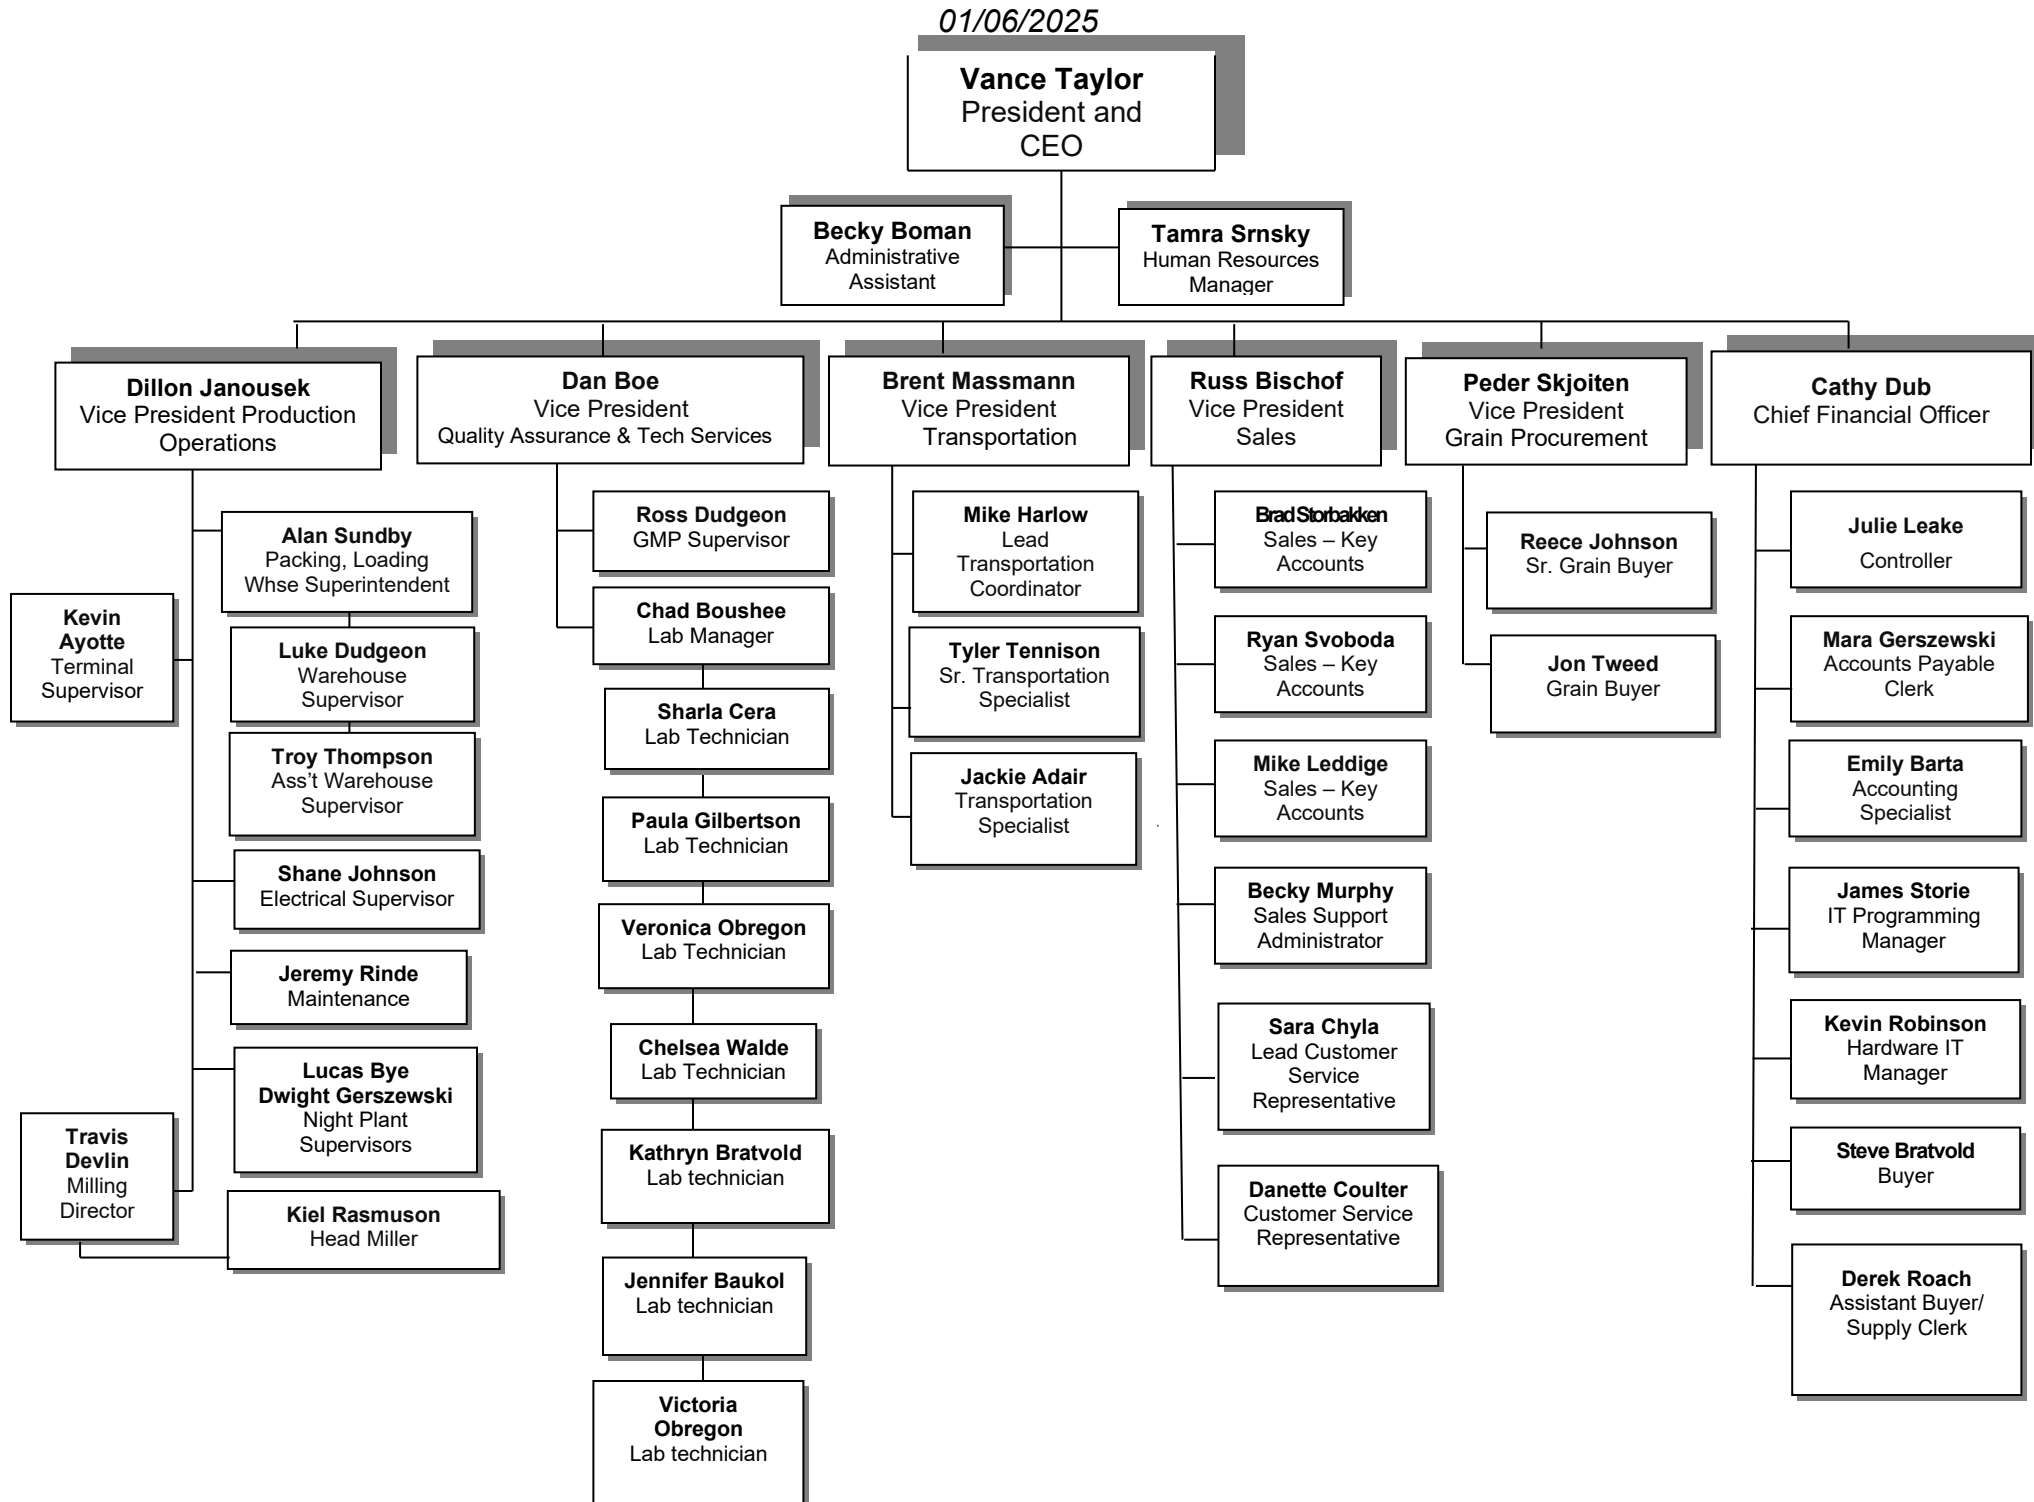 01/06/2025
Vance Taylor
President and
CEO
Becky Boman
Administrative
Assistant
Tamra Srnsky
Human Resources
Manager
Dillon Janousek
Vice President Production
Operations
Dan Boe
Vice President
Quality Assurance & Tech Services
Brent Massmann
Vice President
Transportation
Russ Bischof
Vice President
Sales
Peder Skjoiten
Vice President
Grain Procurement
Cathy Dub
Chief Financial Officer
Alan Sundby
Packing, Loading
Whse Superintendent
Kevin
Ayotte
Terminal
Supervisor
Luke Dudgeon
Warehouse
Supervisor
Troy Thompson
Ass’t Warehouse
Supervisor
Shane Johnson
Electrical Supervisor
Jeremy Rinde
Maintenance
Lucas Bye
Dwight Gerszewski
Night Plant
Supervisors
Travis
Devlin
Milling
Director
Kiel Rasmuson
Head Miller
Ross Dudgeon
GMP Supervisor
Chad Boushee
Lab Manager
Sharla Cera
Lab Technician
Paula Gilbertson
Lab Technician
Veronica Obregon
Lab Technician
Chelsea Walde
Lab Technician
Kathryn Bratvold
Lab technician
Jennifer Baukol
Lab technician
Victoria
Obregon
Lab technician
Mike Harlow
Lead
Transportation
Coordinator
Tyler Tennison
Sr. Transportation
Specialist
Jackie Adair
Transportation
Specialist
Brad Storbakken
Sales – Key
Accounts
Ryan Svoboda
Sales – Key
Accounts
Mike Leddige
Sales – Key
Accounts
Becky Murphy
Sales Support
Administrator
Sara Chyla
Lead Customer
Service
Representative
Danette Coulter
Customer Service
Representative
Reece Johnson
Sr. Grain Buyer
Jon Tweed
Grain Buyer
Julie Leake
Controller
Mara Gerszewski
Accounts Payable
Clerk
Emily Barta
Accounting
Specialist
James Storie
IT Programming
Manager
Kevin Robinson
Hardware IT
Manager
Steve Bratvold
Buyer
Derek Roach
Assistant Buyer/
Supply Clerk